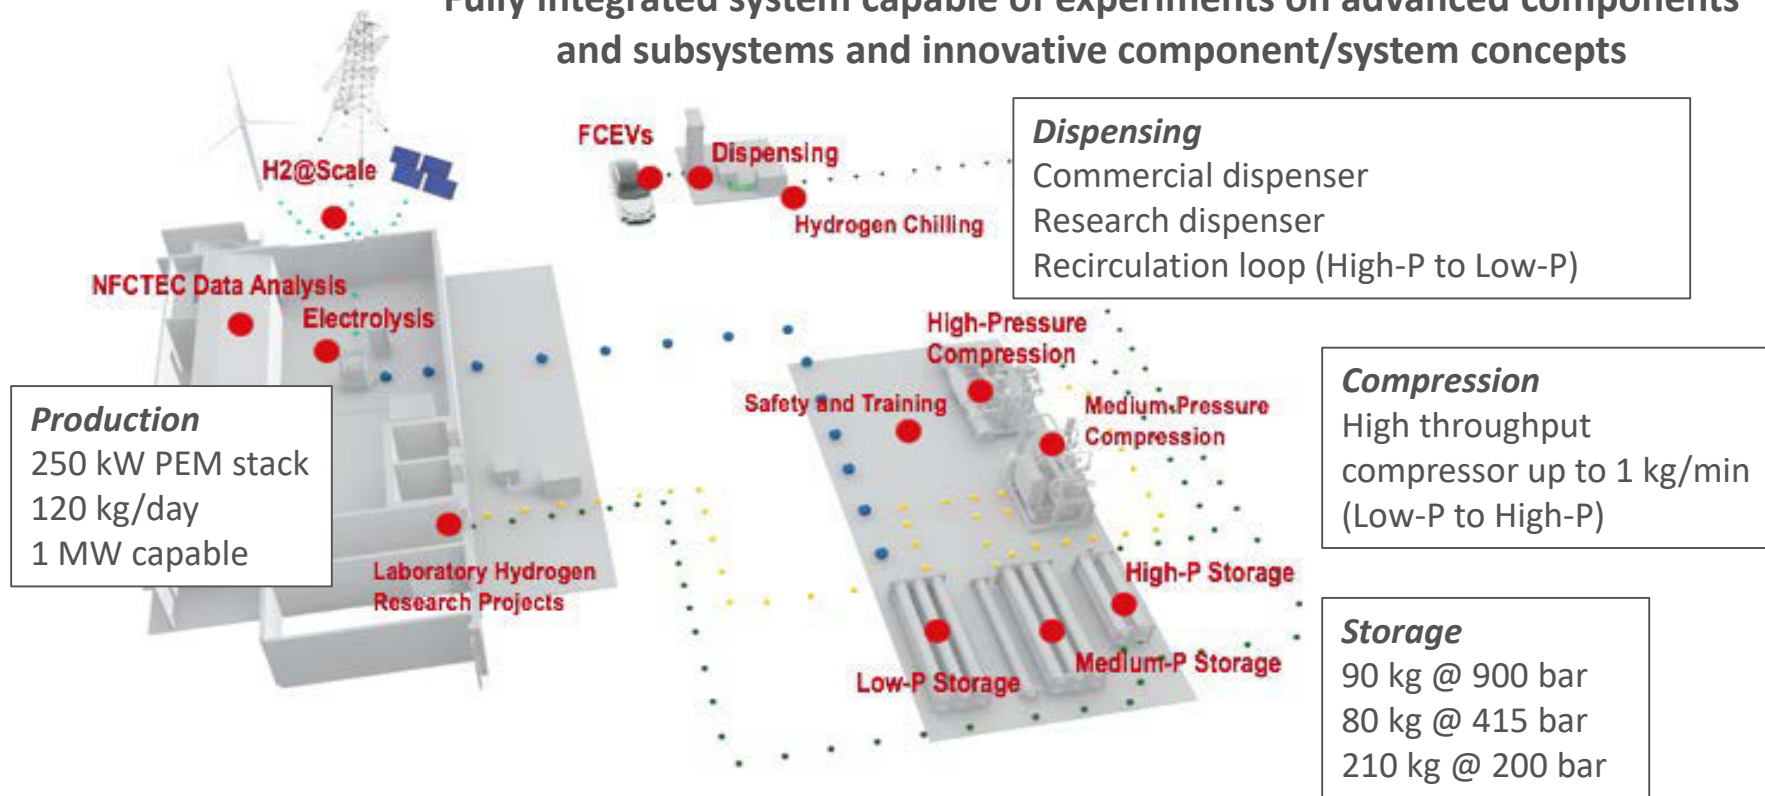 Fully integrated system capable of experiments on advanced components
and subsystems and innovative component/system concepts
H2@Scale
FCEVs
Dispensing
Hydrogen Chilling
Dispensing
Commercial dispenser
Research dispenser
Recirculation loop (High-P to Low-P)
NFCTEC Data Analysis
Electrolysis
Production
250 kW PEM stack
120 kg/day
1 MW capable
Laboratory Hydrogen
Research Projects
High-Pressure
Compression
Safety and Training
Medium-Pressure
Compression
Compression
High throughput
compressor up to 1 kg/min
(Low-P to High-P)
High-P Storage
Medium-P Storage
Low-P Storage
Storage
90 kg @ 900 bar
80 kg @ 415 bar
210 kg @ 200 bar